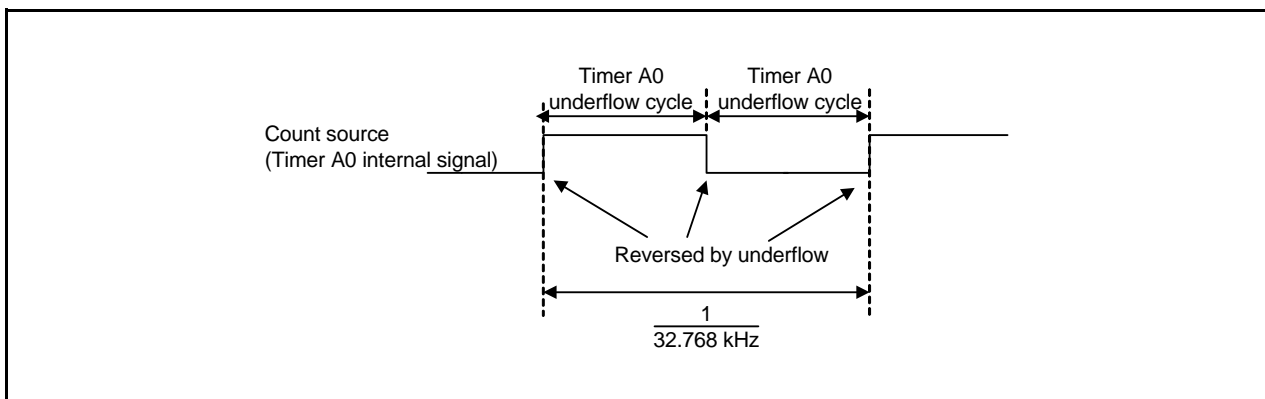 Timer A0
underflow cycle
Timer A0
underflow cycle
Count source
(Timer A0 internal signal)
Reversed by underflow
1
32.768 kHz